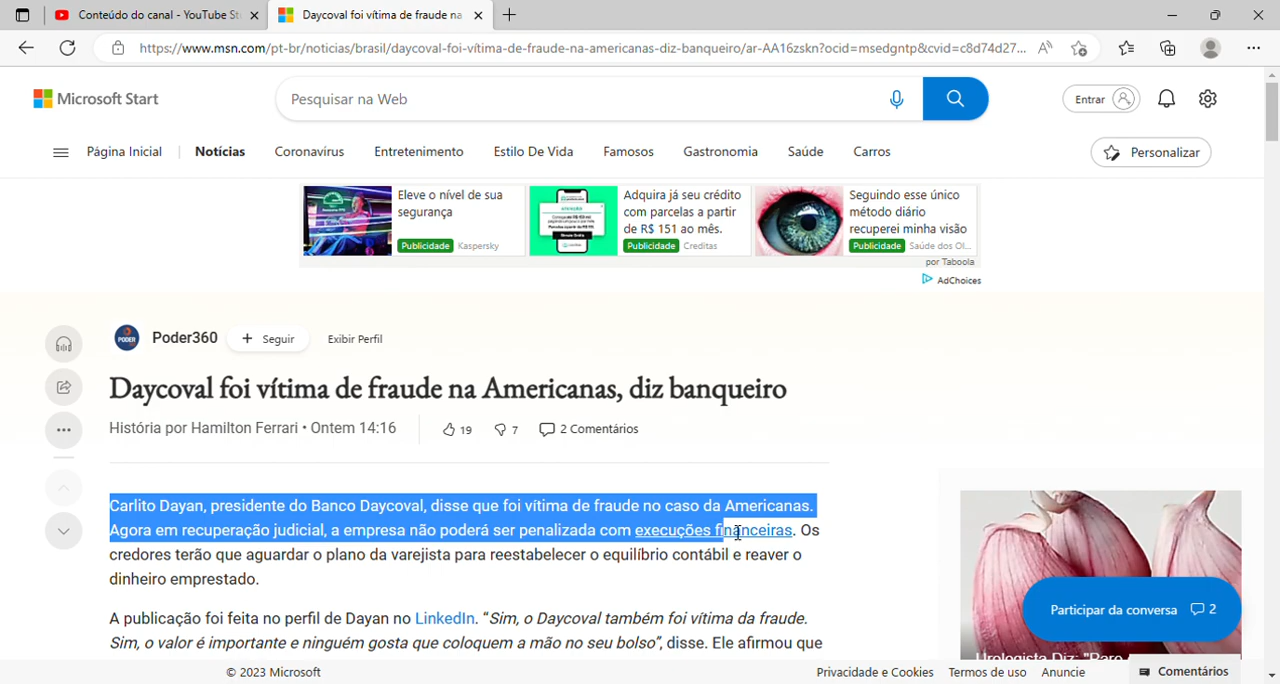 Conteúdo do canal - YouTube St
Daycoval foi vítima de fraude na
https://www.msn.com/pt-br/noticias/brasil/daycoval-foi-vítima-de-fraude-na-americanas-diz-banqueiro/ar-AA16zskn?ocid=msedgntp&cvid=c8d74d27...
Microsoft Start
Pesquisar na Web
Entrar
Página Inicial
Notícias
Coronavírus
Entretenimento
Estilo De Vida
Famosos
Gastronomia
Saúde
Carros
Personalizar
Eleve o nível de sua
segurança
Publicidade Kaspersky
Adquira já seu crédito
com parcelas a partir
de R$ 151 ao mês.
Publicidade Creditas
Seguindo esse único
método diário
recuperei minha visão
Publicidade Saúde dos Ol...
por Taboola
AdChoices
PODER
Poder360
+ Seguir
Exibir Perfil
Daycoval foi vítima de fraude na Americanas, diz banqueiro
História por Hamilton Ferrari • Ontem 14:16
19
7
2 Comentários
Carlito Dayan, presidente do Banco Daycoval, disse que foi vítima de fraude no caso da Americanas.
Agora em recuperação judicial, a empresa não poderá ser penalizada com execuções financeiras. Os
credores terão que aguardar o plano da varejista para reestabelecer o equilíbrio contábil e reaver o
dinheiro emprestado.
A publicação foi feita no perfil de Dayan no LinkedIn. “Sim, o Daycoval também foi vítima da fraude.
Sim, o valor é importante e ninguém gosta que coloquem a mão no seu bolso”, disse. Ele afirmou que
Participar da conversa 2
Urologista Diz: "Raro
© 2023 Microsoft
Privacidade e Cookies
Termos de uso
Anuncie
Comentários